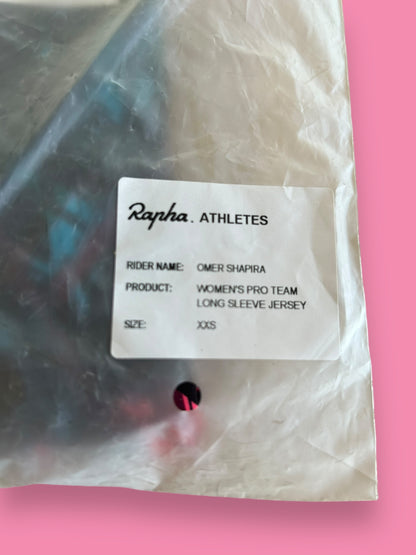 Rapha. ATHLETES
RIDER NAME: OMER SHAPIRA
PRODUCT: WOMEN'S PRO TEAM
LONG SLEEVE JERSEY
SIZE: XXS